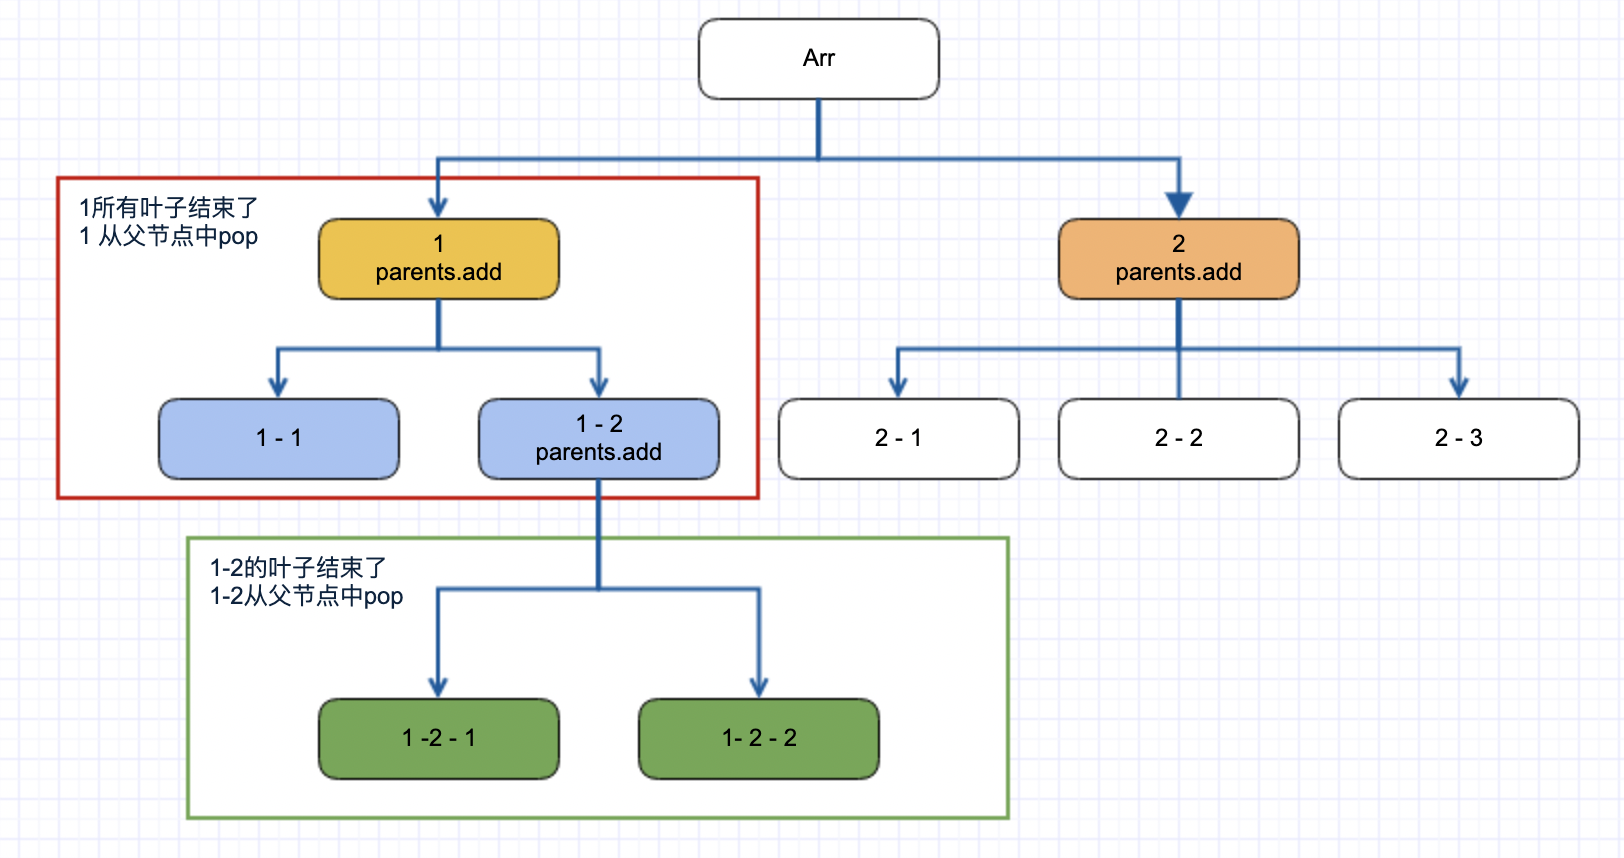 Arr
1所有叶子结束了
1 从父节点中pop
1
parents.add
2
parents.add
1 - 1
1 - 2
parents.add
2 - 1
2 - 2
2 - 3
1-2的叶子结束了
1-2从父节点中pop
1 -2 - 1
1- 2 - 2